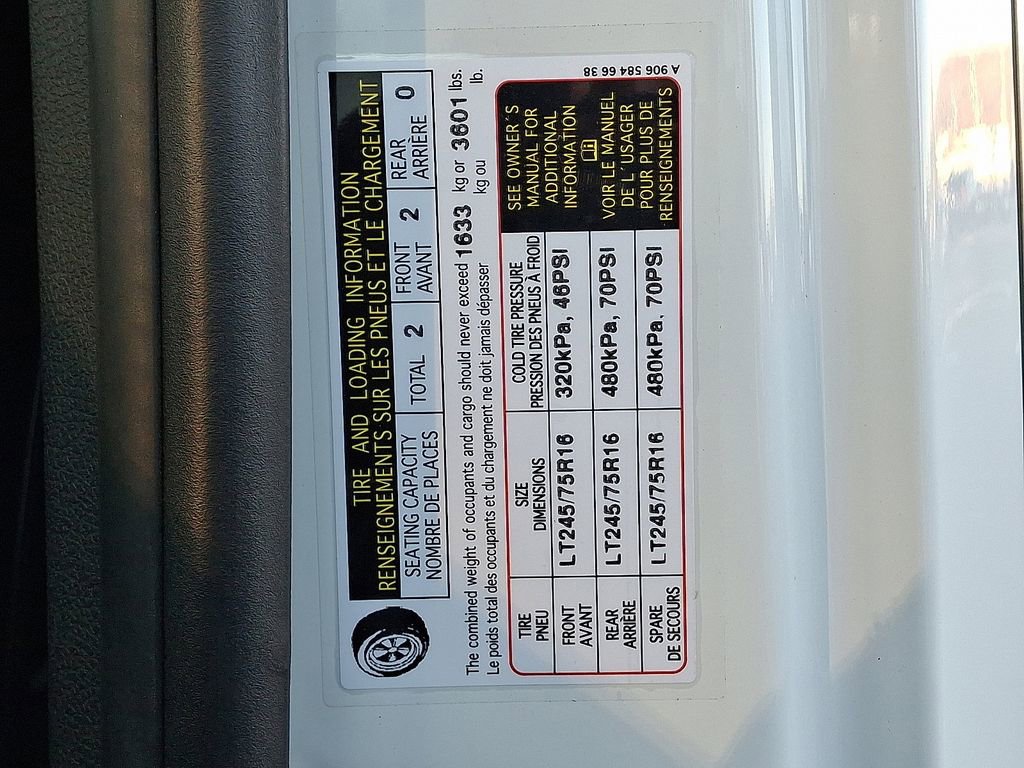 TIRE AND LOADING INFORMATION
RENSEIGNEMENTS SUR LES PNEUS ET LE CHARGEMENT
SEATING CAPACITY
NOMBRE DE PLACES
TOTAL 2
FRONT
AVANT
2
REAR
ARRIÈRE
0
The combined weight of occupants and cargo should never exceed 1633 kg or 3601 lbs.
Le poids total des occupants et du chargement ne doit jamais dépasser kg ou lb.
TIRE
PNEU
SIZE
DIMENSIONS
COLD TIRE PRESSURE
PRESSION DES PNEUS À FROID
FRONT
AVANT
LT245/75R16
320kPa, 46PSI
REAR
ARRIÈRE
LT245/75R16
480kPa, 70PSI
SPARE
DE SECOURS
LT245/75R16
480kPa, 70PSI
SEE OWNER´S
MANUAL FOR
ADDITIONAL
INFORMATION
VOIR LE MANUEL
DE L´USAGER
POUR PLUS DE
RENSEIGNEMENTS
A 906 584 66 38